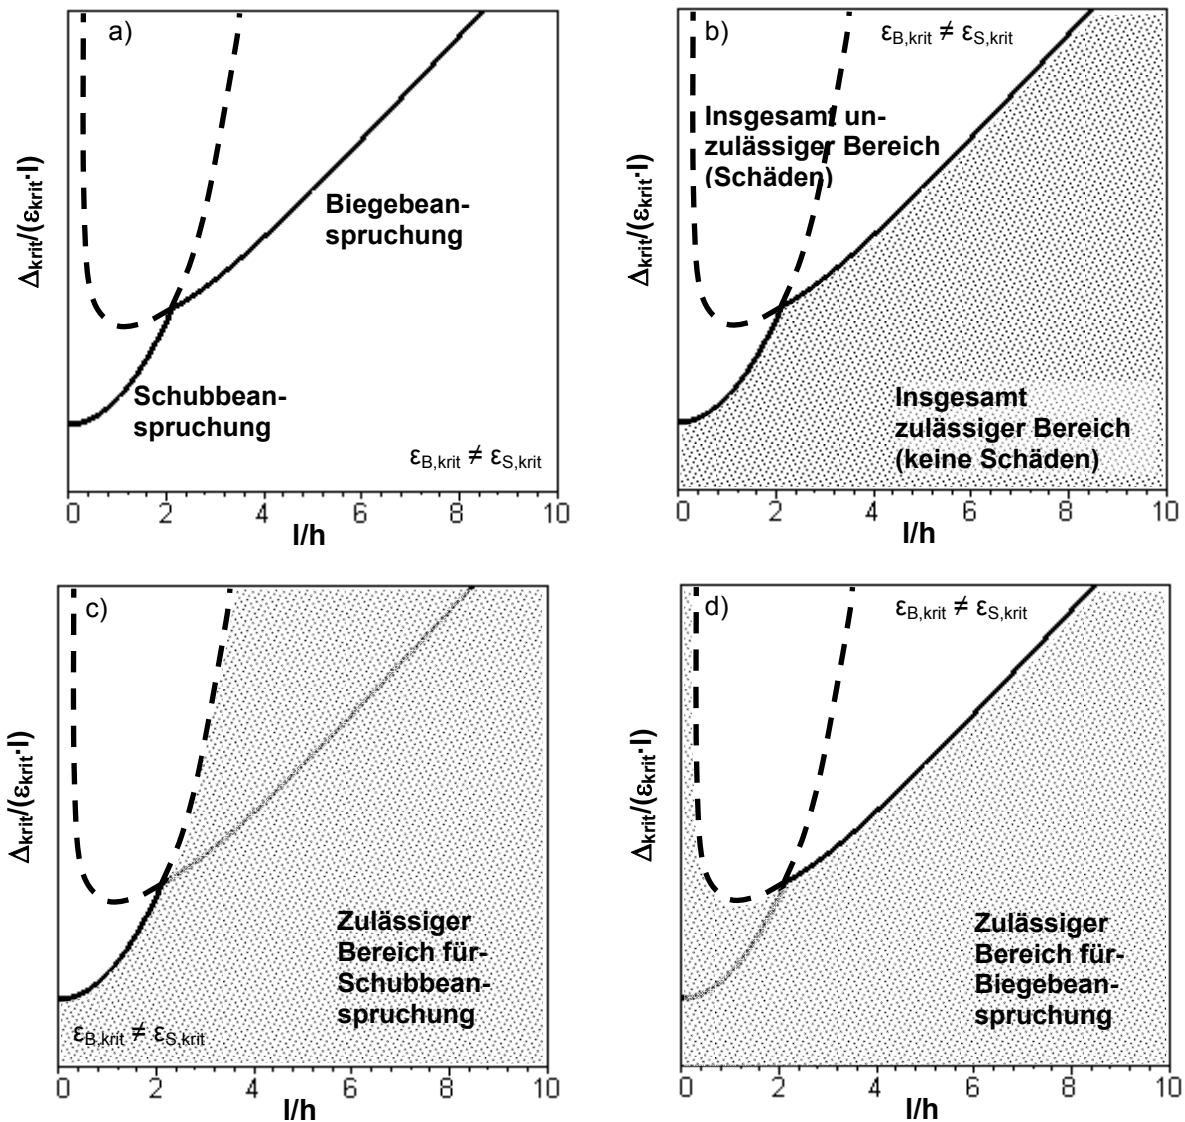 a)
Δkrit/(εkrit·l)
Biegebean-
spruchung
Schubbean-
spruchung
εB,krit ≠ εS,krit
0 2 4 6 8 10
l/h
b)
εB,krit ≠ εS,krit
Δkrit/(εkrit·l)
Insgesamt un-
zulässiger Bereich
(Schäden)
Insgesamt
zulässiger Bereich
(keine Schäden)
0 2 4 6 8 10
l/h
c)
Δkrit/(εkrit·l)
Zulässiger
Bereich für-
Schubbean-
spruchung
εB,krit ≠ εS,krit
0 2 4 6 8 10
l/h
d)
εB,krit ≠ εS,krit
Δkrit/(εkrit·l)
Zulässiger
Bereich für-
Biegebean-
spruchung
0 2 4 6 8 10
l/h